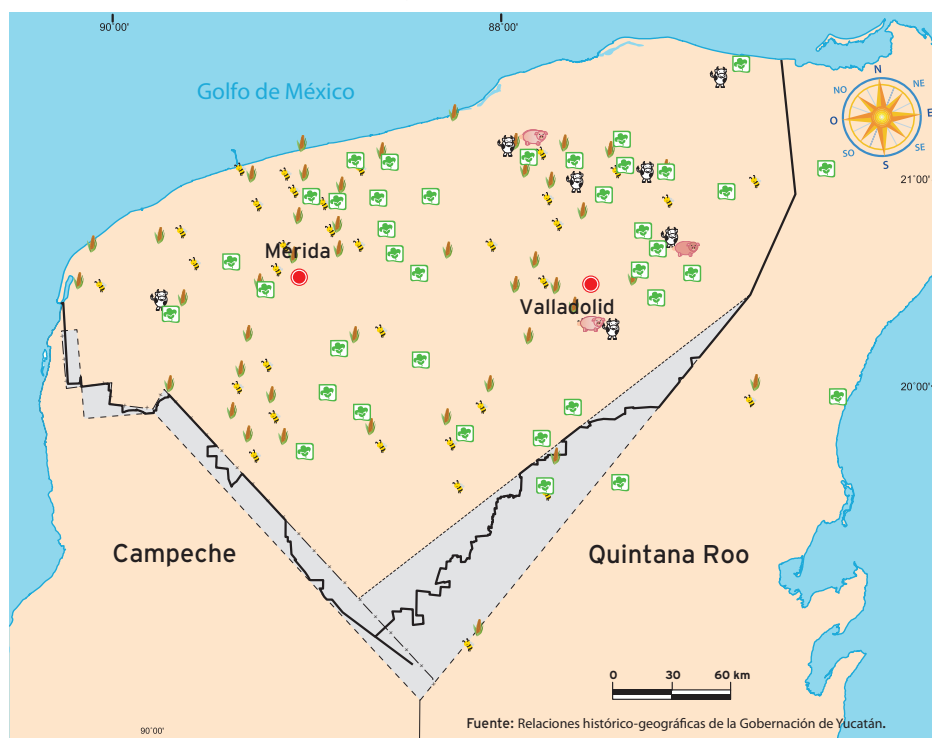 90°00'
88°00'
Golfo de México
N
NO
NE
O
E
SO
SE
S
21°00'
Mérida
Valladolid
20°00'
Campeche
Quintana Roo
0 30 60 km
90°00'
Fuente: Relaciones histórico-geográficas de la Gobernación de Yucatán.